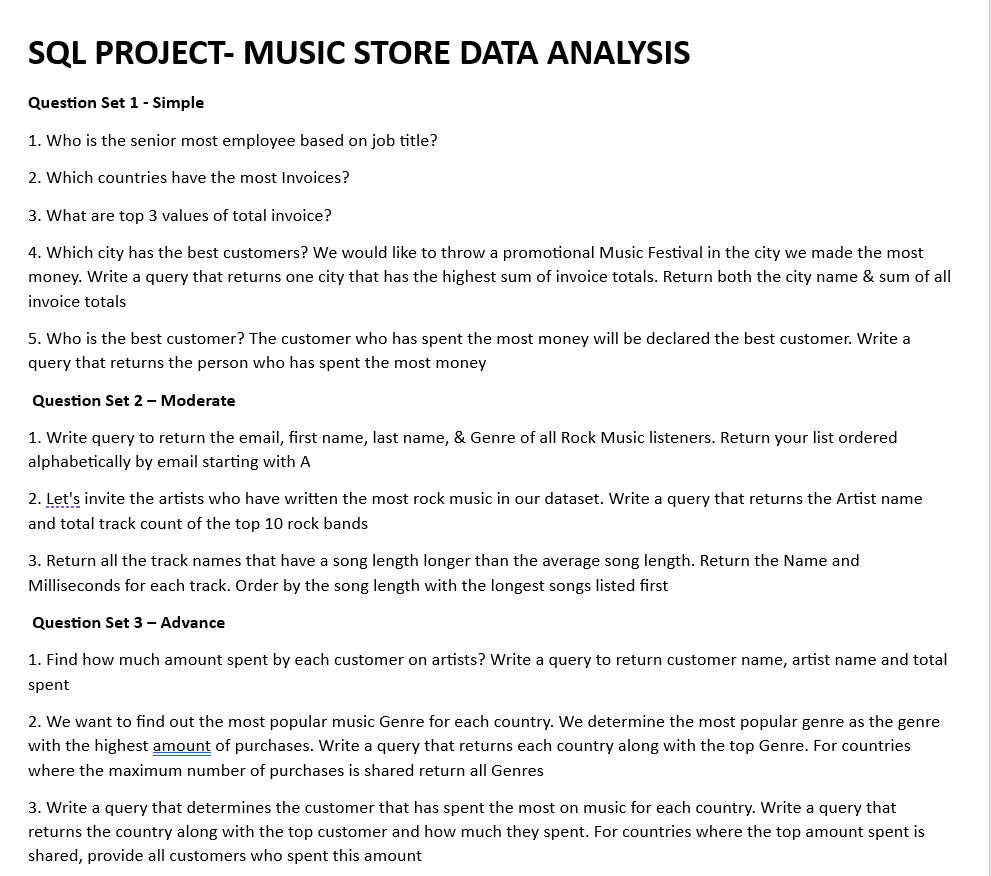 SQL PROJECT- MUSIC STORE DATA ANALYSIS
Question Set 1 - Simple
1. Who is the senior most employee based on job title?
2. Which countries have the most Invoices?
3. What are top 3 values of total invoice?
4. Which city has the best customers? We would like to throw a promotional Music Festival in the city we made the most
money. Write a query that returns one city that has the highest sum of invoice totals. Return both the city name & sum of all
invoice totals
5. Who is the best customer? The customer who has spent the most money will be declared the best customer. Write a
query that returns the person who has spent the most money
Question Set 2 – Moderate
1. Write query to return the email, first name, last name, & Genre of all Rock Music listeners. Return your list ordered
alphabetically by email starting with A
2. Let's invite the artists who have written the most rock music in our dataset. Write a query that returns the Artist name
and total track count of the top 10 rock bands
3. Return all the track names that have a song length longer than the average song length. Return the Name and
Milliseconds for each track. Order by the song length with the longest songs listed first
Question Set 3 – Advance
1. Find how much amount spent by each customer on artists? Write a query to return customer name, artist name and total
spent
2. We want to find out the most popular music Genre for each country. We determine the most popular genre as the genre
with the highest amount of purchases. Write a query that returns each country along with the top Genre. For countries
where the maximum number of purchases is shared return all Genres
3. Write a query that determines the customer that has spent the most on music for each country. Write a query that
returns the country along with the top customer and how much they spent. For countries where the top amount spent is
shared, provide all customers who spent this amount